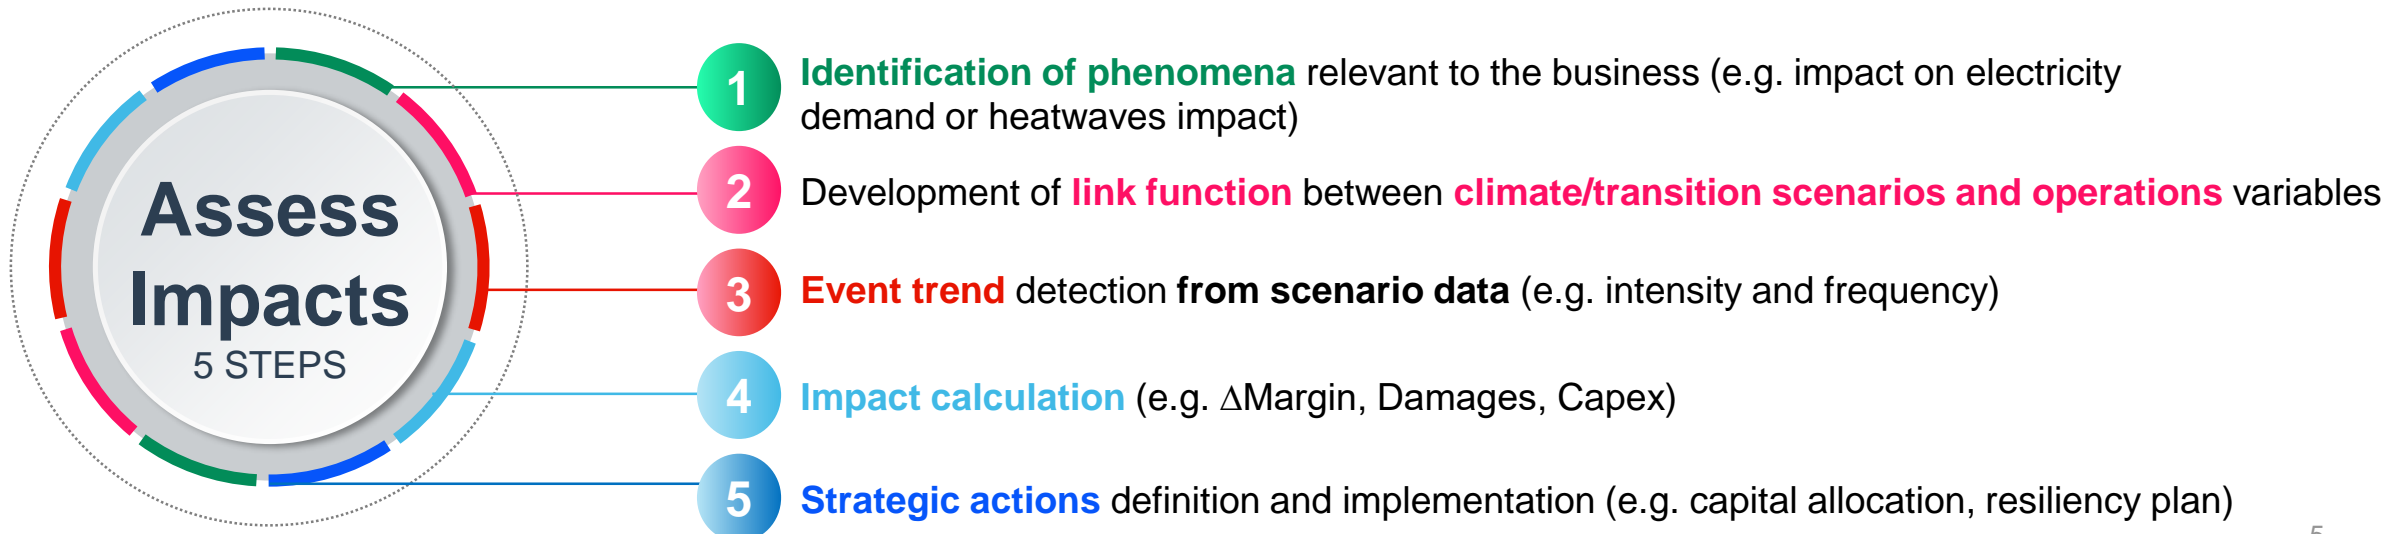 Assess
Impacts
5 STEPS
1
Identification of phenomena relevant to the business (e.g. impact on electricity
demand or heatwaves impact)
2
Development of link function between climate/transition scenarios and operations variables
3
Event trend detection from scenario data (e.g. intensity and frequency)
4
Impact calculation (e.g. ∆Margin, Damages, Capex)
5
Strategic actions definition and implementation (e.g. capital allocation, resiliency plan)
5